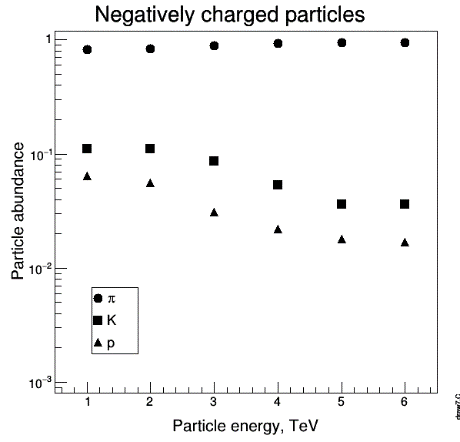 Negatively charged particles
Particle abundance
1
10⁻¹
10⁻²
10⁻³
π
K
p
1 2 3 4 5 6
Particle energy, TeV